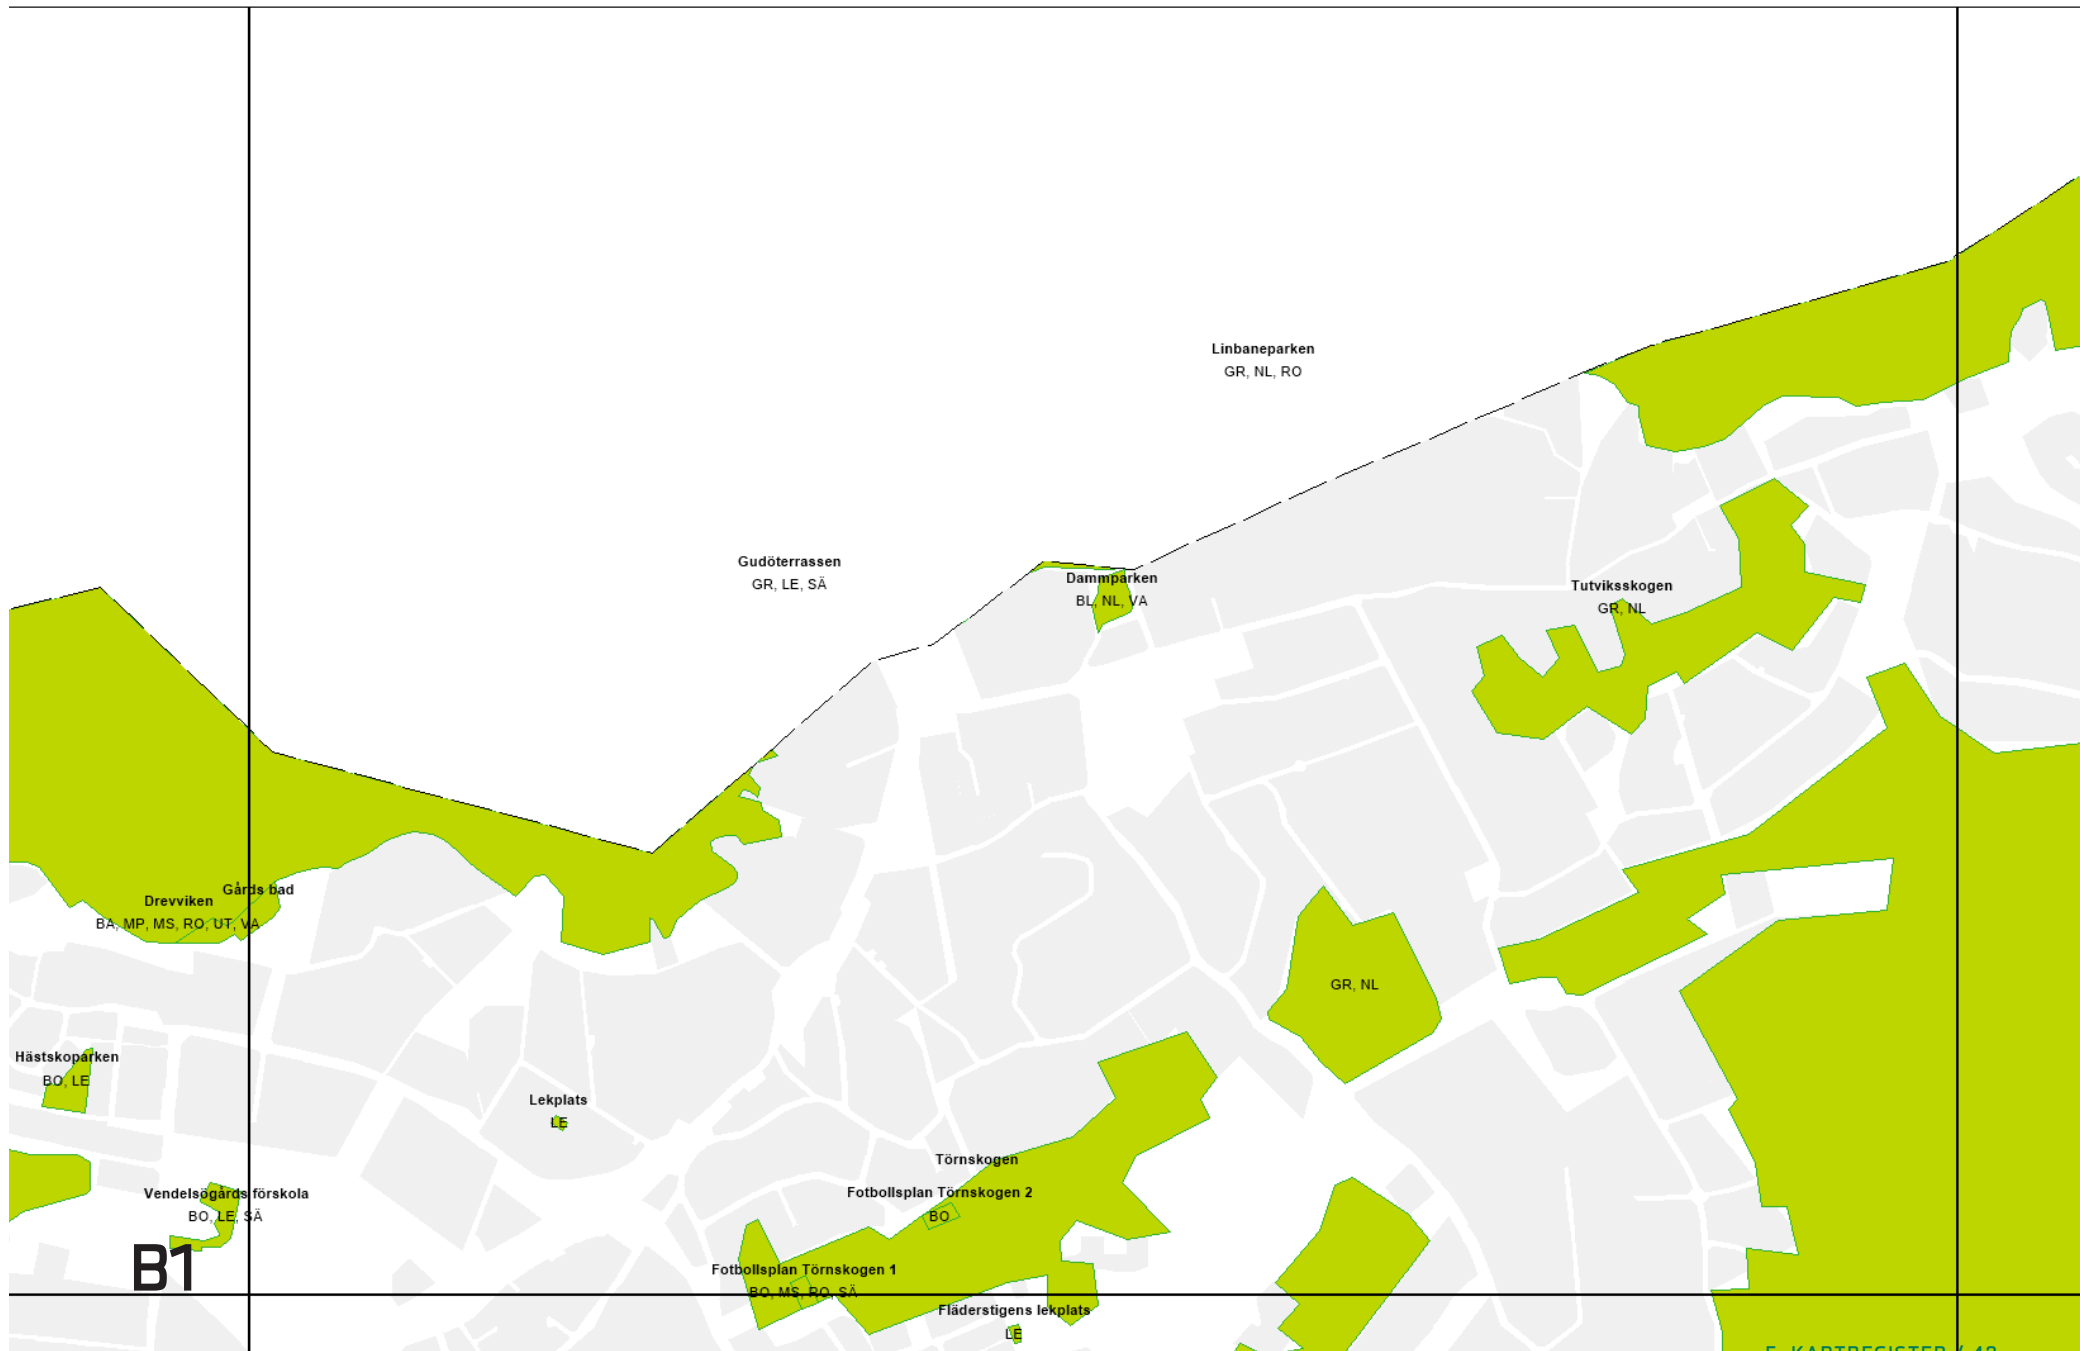 Linbaneparken
GR, NL, RO
Gudöterrassen
GR, LE, SÄ
Dammparken
BL, NL, VA
Tutviksskogen
GR, NL
Gårds bad
Drevviken
BA, MP, MS, RO, UT, VA
GR, NL
Hästskoparken
BO, LE
Lekplats
LE
Törnskogen
Vendelsögårds förskola
BO, LE, SÄ
Fotbollsplan Törnskogen 2
BO
B1
Fotbollsplan Törnskogen 1
BO, MS, RO, SÄ
Fläderstigens lekplats
LE